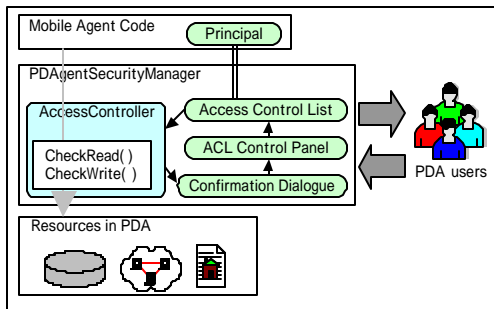 Mobile Agent Code
Principal
PDAgentSecurityManager
AccessController
Access Control List
CheckRead( )
CheckWrite( )
ACL Control Panel
Confirmation Dialogue
PDA users
Resources in PDA